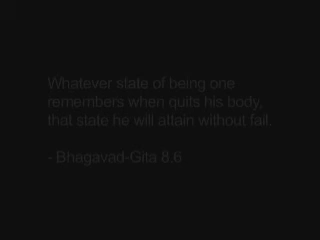 Whatever state of being one
remembers when quits his body,
that state he will attain without fail.
- Bhagavad-Gita 8.6